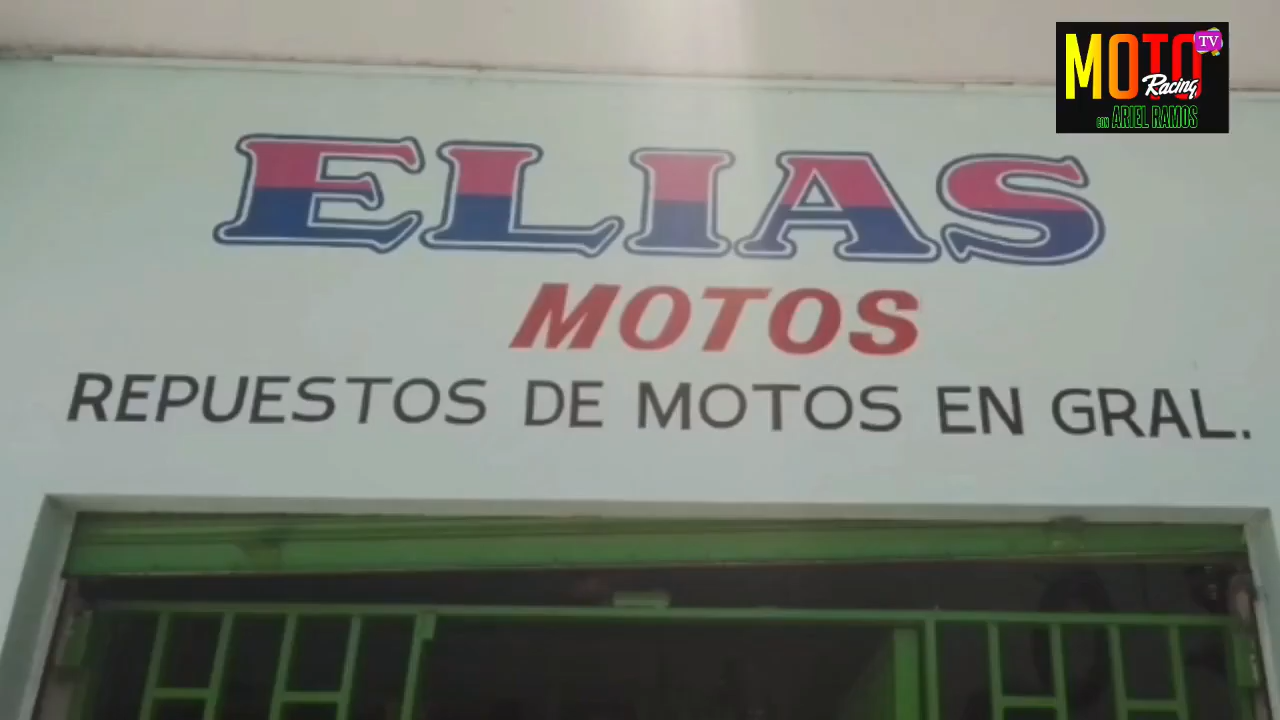 MOTO TV
Racing
CON ARIEL RAMOS
ELIAS
MOTOS
REPUESTOS DE MOTOS EN GRAL.